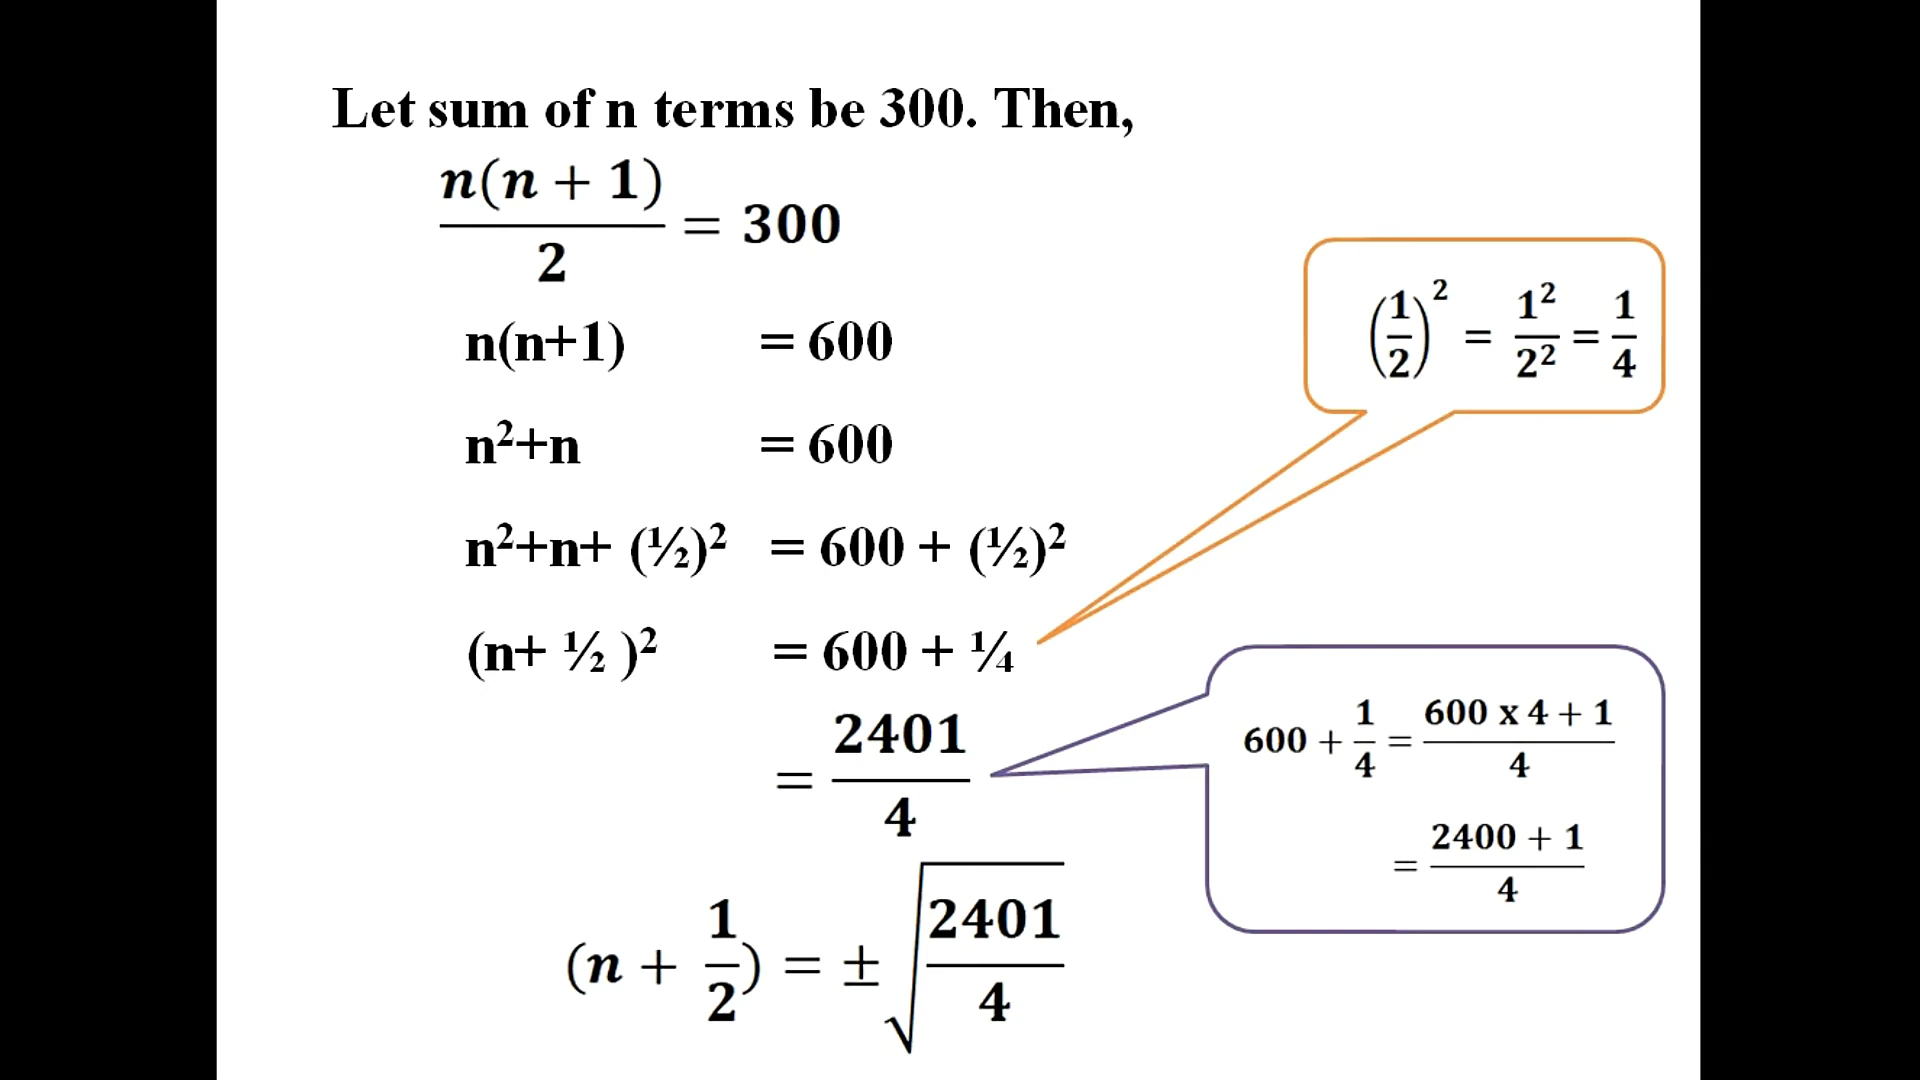 Let sum of n terms be 300. Then,
n(n + 1)/2 = 300
n(n+1) = 600
n²+n = 600
n²+n+ (½)² = 600 + (½)²
(n+ ½ )² = 600 + ¼
= 2401/4
(n + 1/2) = ± √(2401/4)
(1/2)² = 1²/2² = 1/4
600 + 1/4 = (600 x 4 + 1)/4
= (2400 + 1)/4